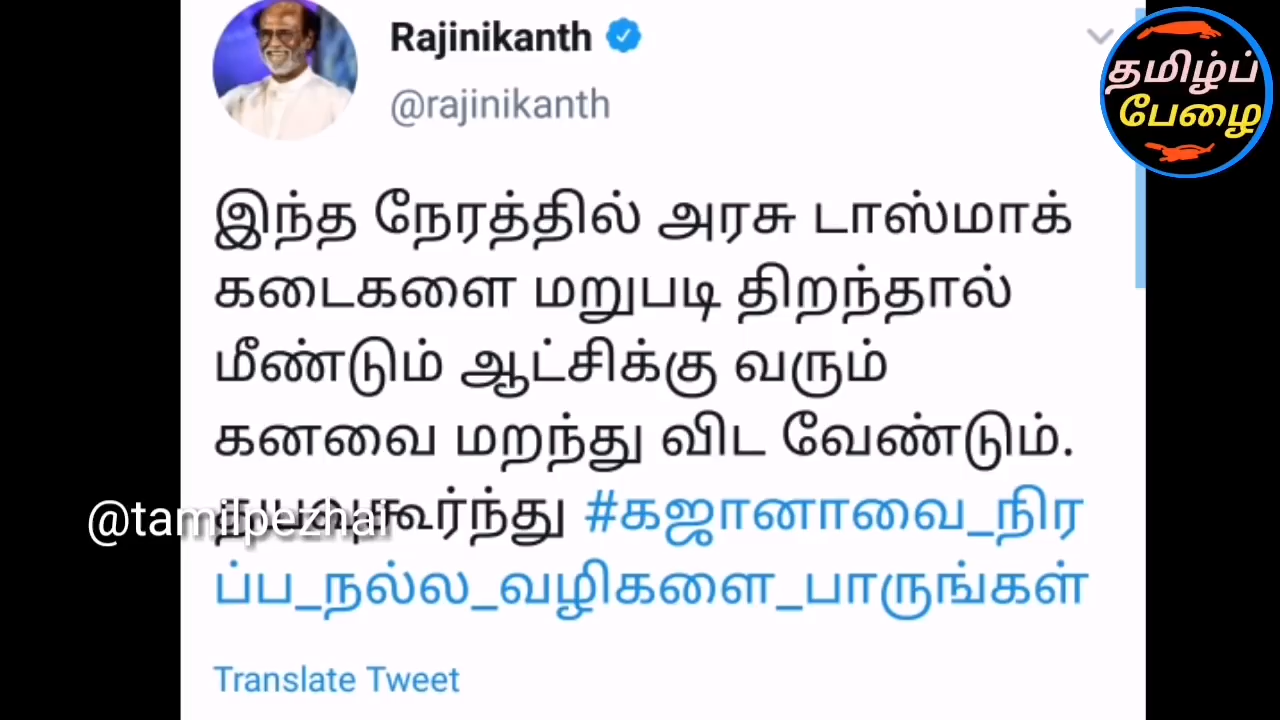 Rajinikanth
@rajinikanth
தமிழ்ப்
பேழை
இந்த நேரத்தில் அரசு டாஸ்மாக்
கடைகளை மறுபடி திறந்தால்
மீண்டும் ஆட்சிக்கு வரும்
கனவை மறந்து விட வேண்டும்.
தயவுகூர்ந்து #கஜானாவை_நிர
ப்ப_நல்ல_வழிகளை_பாருங்கள்
@tamilpezhai
Translate Tweet